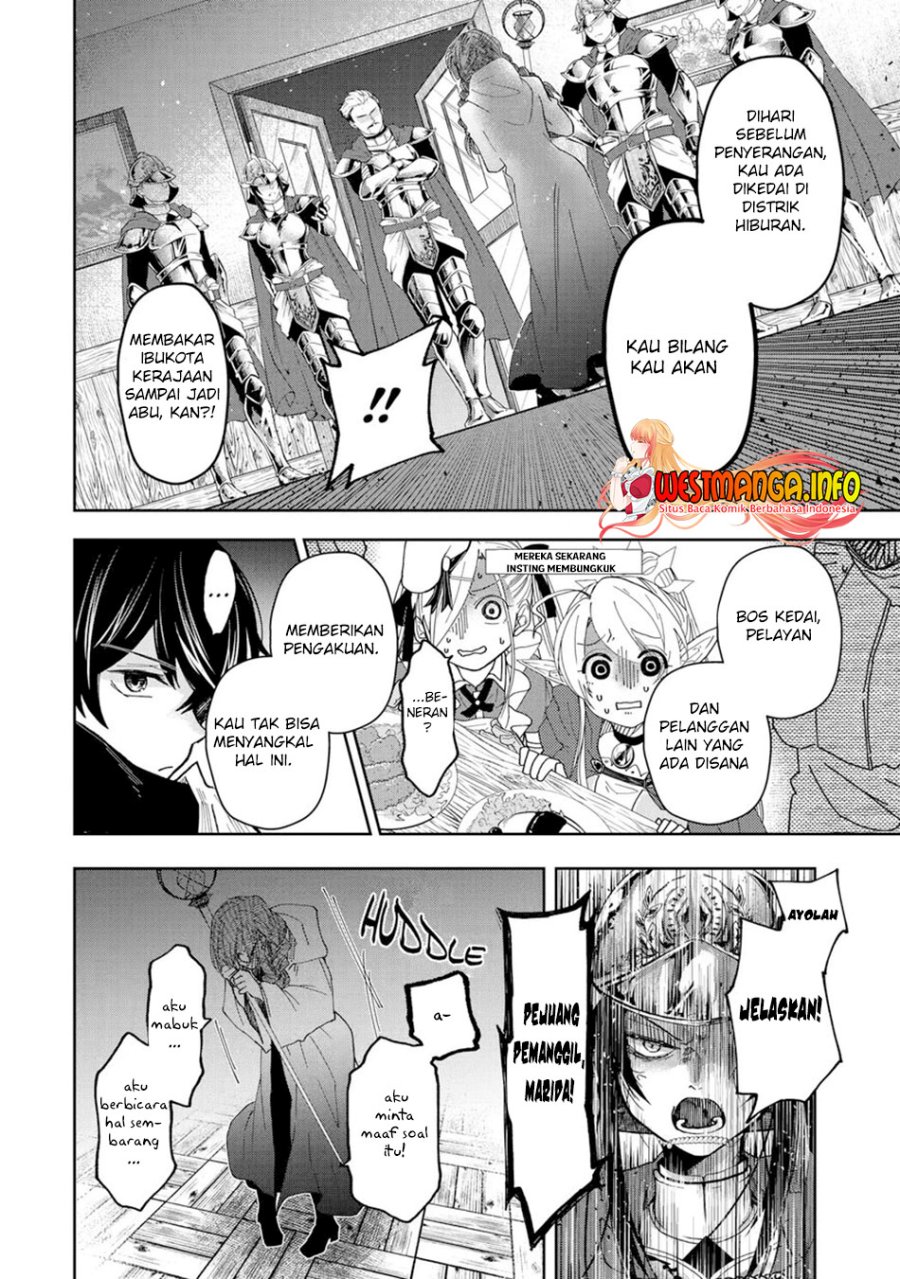 DIHARI
SEBELUM
PENYERANGAN,
KAU ADA
DIKEDAI DI
DISTRIK
HIBURAN.
KAU BILANG
KAU AKAN
!!
MEMBAKAR
IBUKOTA
KERAJAAN
SAMPAI JADI
ABU, KAN?!
WESTMANGA.INFO
Situs Baca Komik Berbahasa Indonesia
BOS KEDAI,
PELAYAN
DAN
PELANGGAN
LAIN YANG
ADA DISANA
MEREKA SEKARANG
INSTING MEMBUNGKUK
...BE-
NERAN?
MEMBERIKAN
PENGAKUAN.
KAU TAK BISA
MENYANGKAL
HAL INI.
...
AYOLAH
JELASKAN!
PEJUANG
PEMANGGIL,
MARIDA!
HUDDLE
a-
aku
minta
maaf soal
itu!
aku
mabuk
...
aku
berbicara
hal sem-
barang
...